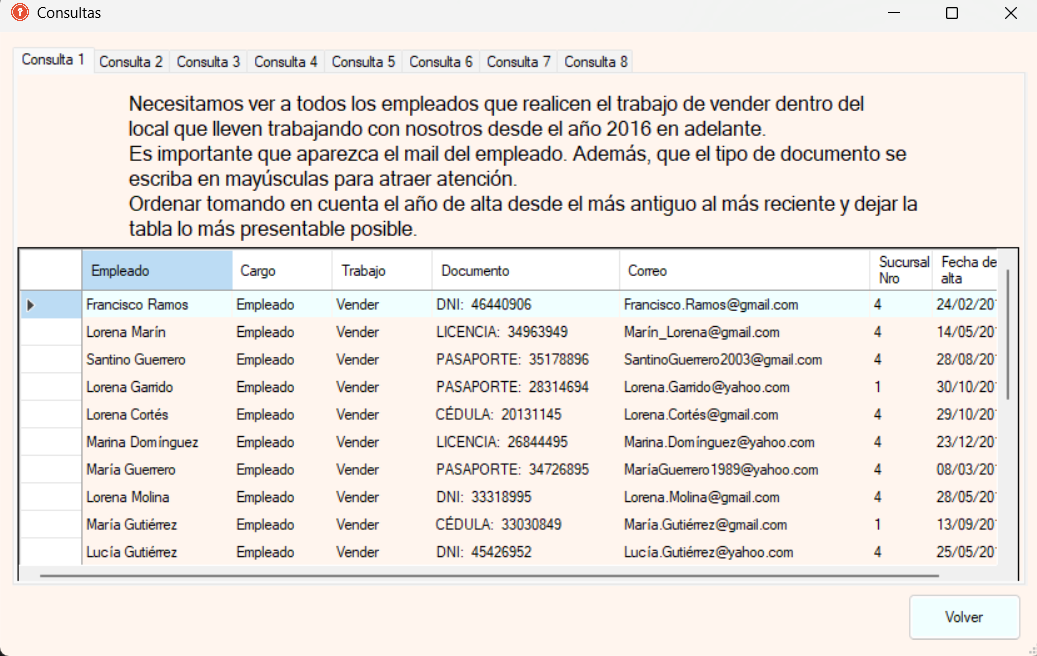 Consultas
Consulta 1 Consulta 2 Consulta 3 Consulta 4 Consulta 5 Consulta 6 Consulta 7 Consulta 8
Necesitamos ver a todos los empleados que realicen el trabajo de vender dentro del
local que lleven trabajando con nosotros desde el año 2016 en adelante.
Es importante que aparezca el mail del empleado. Además, que el tipo de documento se
escriba en mayúsculas para atraer atención.
Ordenar tomando en cuenta el año de alta desde el más antiguo al más reciente y dejar la
tabla lo más presentable posible.
Empleado Cargo Trabajo Documento Correo Sucursal Nro Fecha de alta
Francisco Ramos Empleado Vender DNI: 46440906 Francisco.Ramos@gmail.com 4 24/02/201
Lorena Marín Empleado Vender LICENCIA: 34963949 Marín_Lorena@gmail.com 4 14/05/201
Santino Guerrero Empleado Vender PASAPORTE: 35178896 SantinoGuerrero2003@gmail.com 4 28/08/201
Lorena Garrido Empleado Vender PASAPORTE: 28314694 Lorena.Garrido@yahoo.com 1 30/10/201
Lorena Cortés Empleado Vender CÉDULA: 20131145 Lorena.Cortés@gmail.com 4 29/10/201
Marina Domínguez Empleado Vender LICENCIA: 26844495 Marina.Domínguez@yahoo.com 4 23/12/201
María Guerrero Empleado Vender PASAPORTE: 34726895 MaríaGuerrero1989@yahoo.com 4 08/03/201
Lorena Molina Empleado Vender DNI: 33318995 Lorena.Molina@gmail.com 4 28/05/201
María Gutiérrez Empleado Vender CÉDULA: 33030849 María.Gutiérrez@gmail.com 1 13/09/201
Lucía Gutiérrez Empleado Vender DNI: 45426952 Lucía.Gutiérrez@yahoo.com 4 25/05/201
Volver